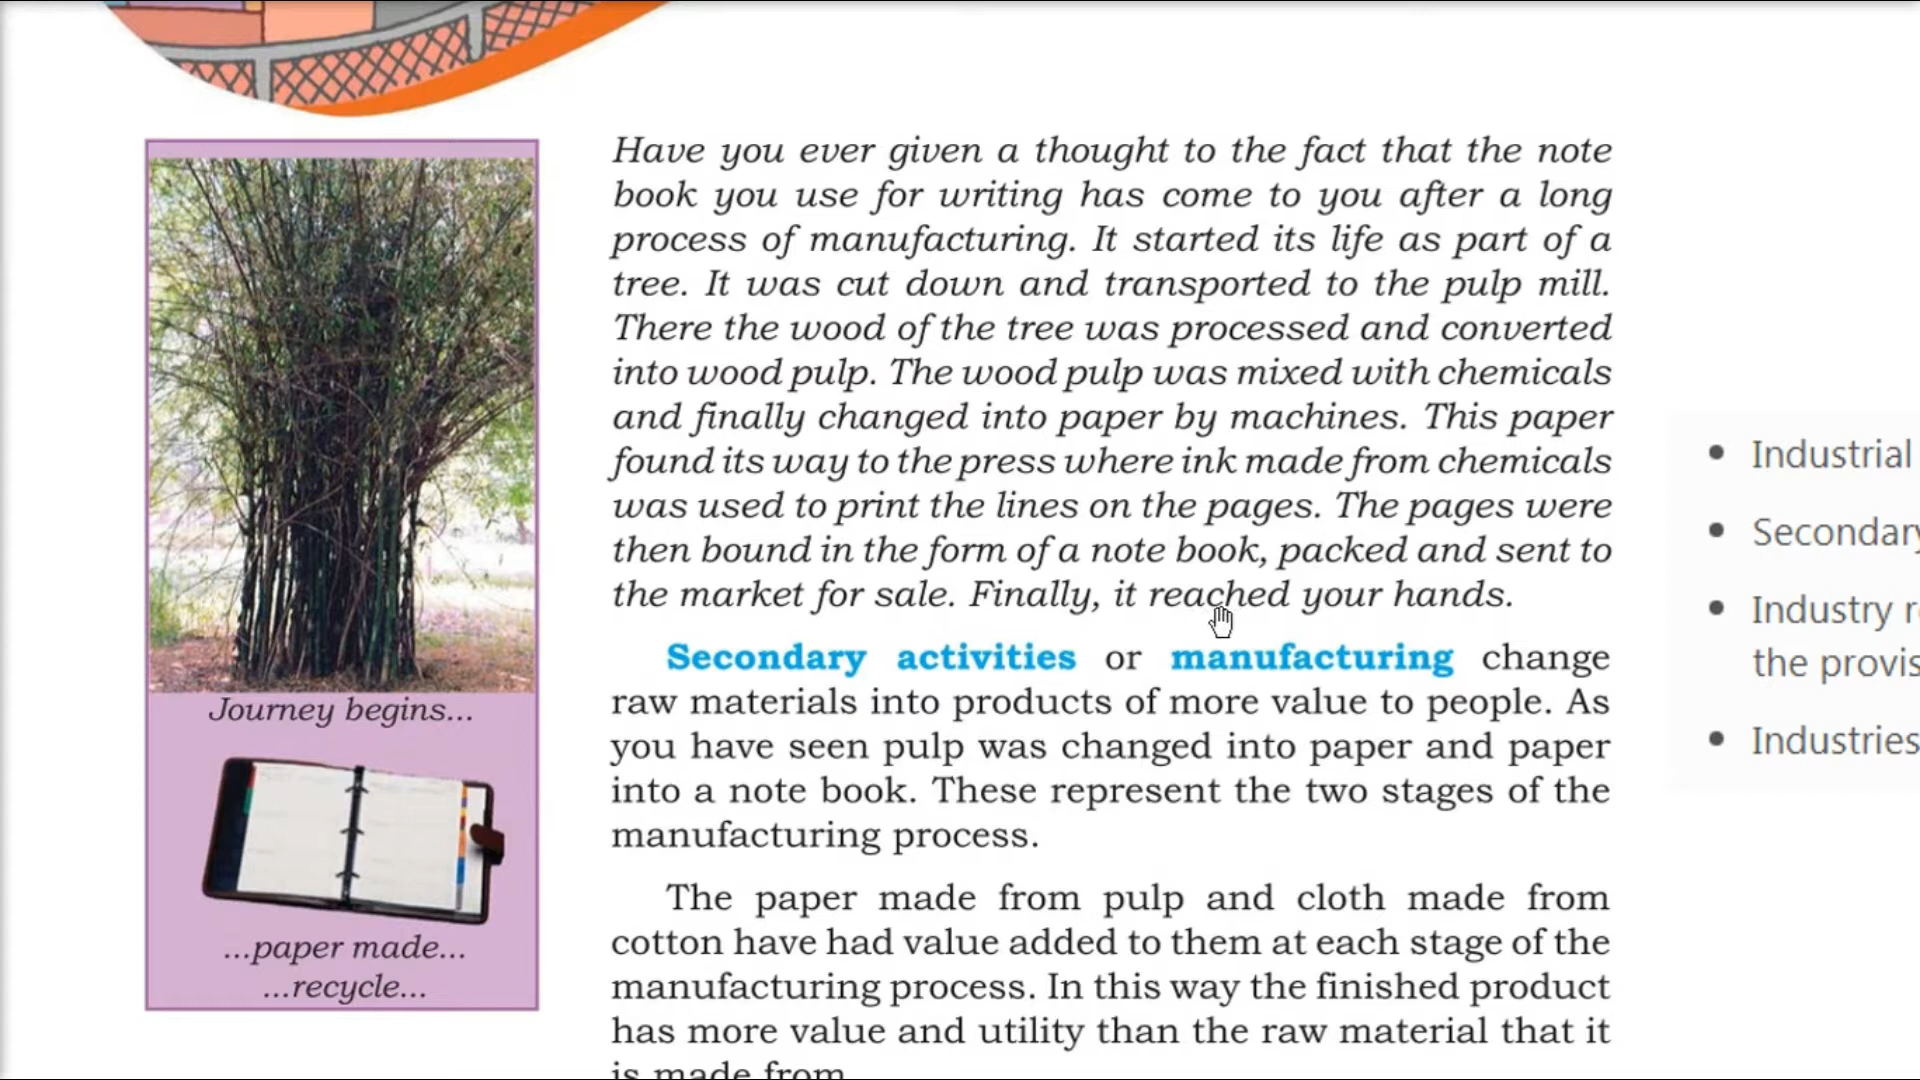 Have you ever given a thought to the fact that the note
book you use for writing has come to you after a long
process of manufacturing. It started its life as part of a
tree. It was cut down and transported to the pulp mill.
There the wood of the tree was processed and converted
into wood pulp. The wood pulp was mixed with chemicals
and finally changed into paper by machines. This paper
found its way to the press where ink made from chemicals
was used to print the lines on the pages. The pages were
then bound in the form of a note book, packed and sent to
the market for sale. Finally, it reached your hands.
Secondary activities or manufacturing change
raw materials into products of more value to people. As
you have seen pulp was changed into paper and paper
into a note book. These represent the two stages of the
manufacturing process.
The paper made from pulp and cloth made from
cotton have had value added to them at each stage of the
manufacturing process. In this way the finished product
has more value and utility than the raw material that it
is made from
Journey begins...
...paper made...
...recycle...
• Industrial
• Secondary
• Industry
the
• Industries